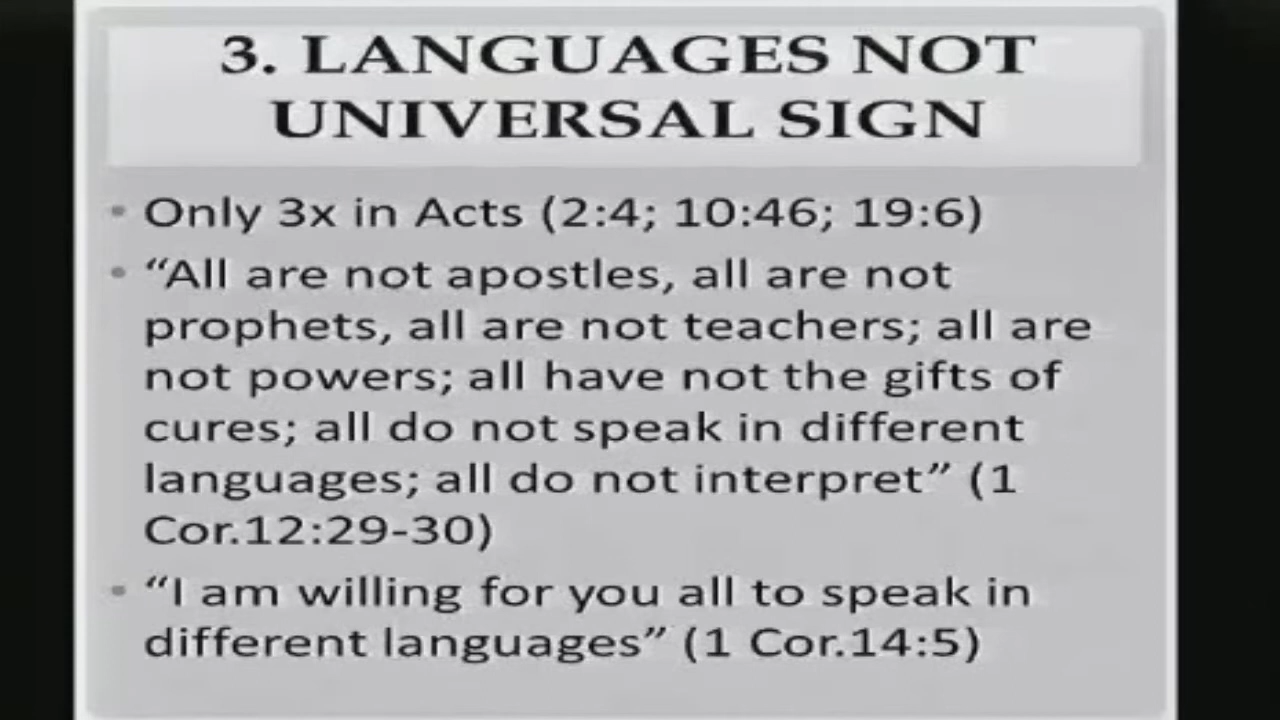 3. LANGUAGES NOT
UNIVERSAL SIGN
• Only 3x in Acts (2:4; 10:46; 19:6)
• “All are not apostles, all are not
prophets, all are not teachers; all are
not powers; all have not the gifts of
cures; all do not speak in different
languages; all do not interpret” (1
Cor.12:29-30)
• “I am willing for you all to speak in
different languages” (1 Cor.14:5)